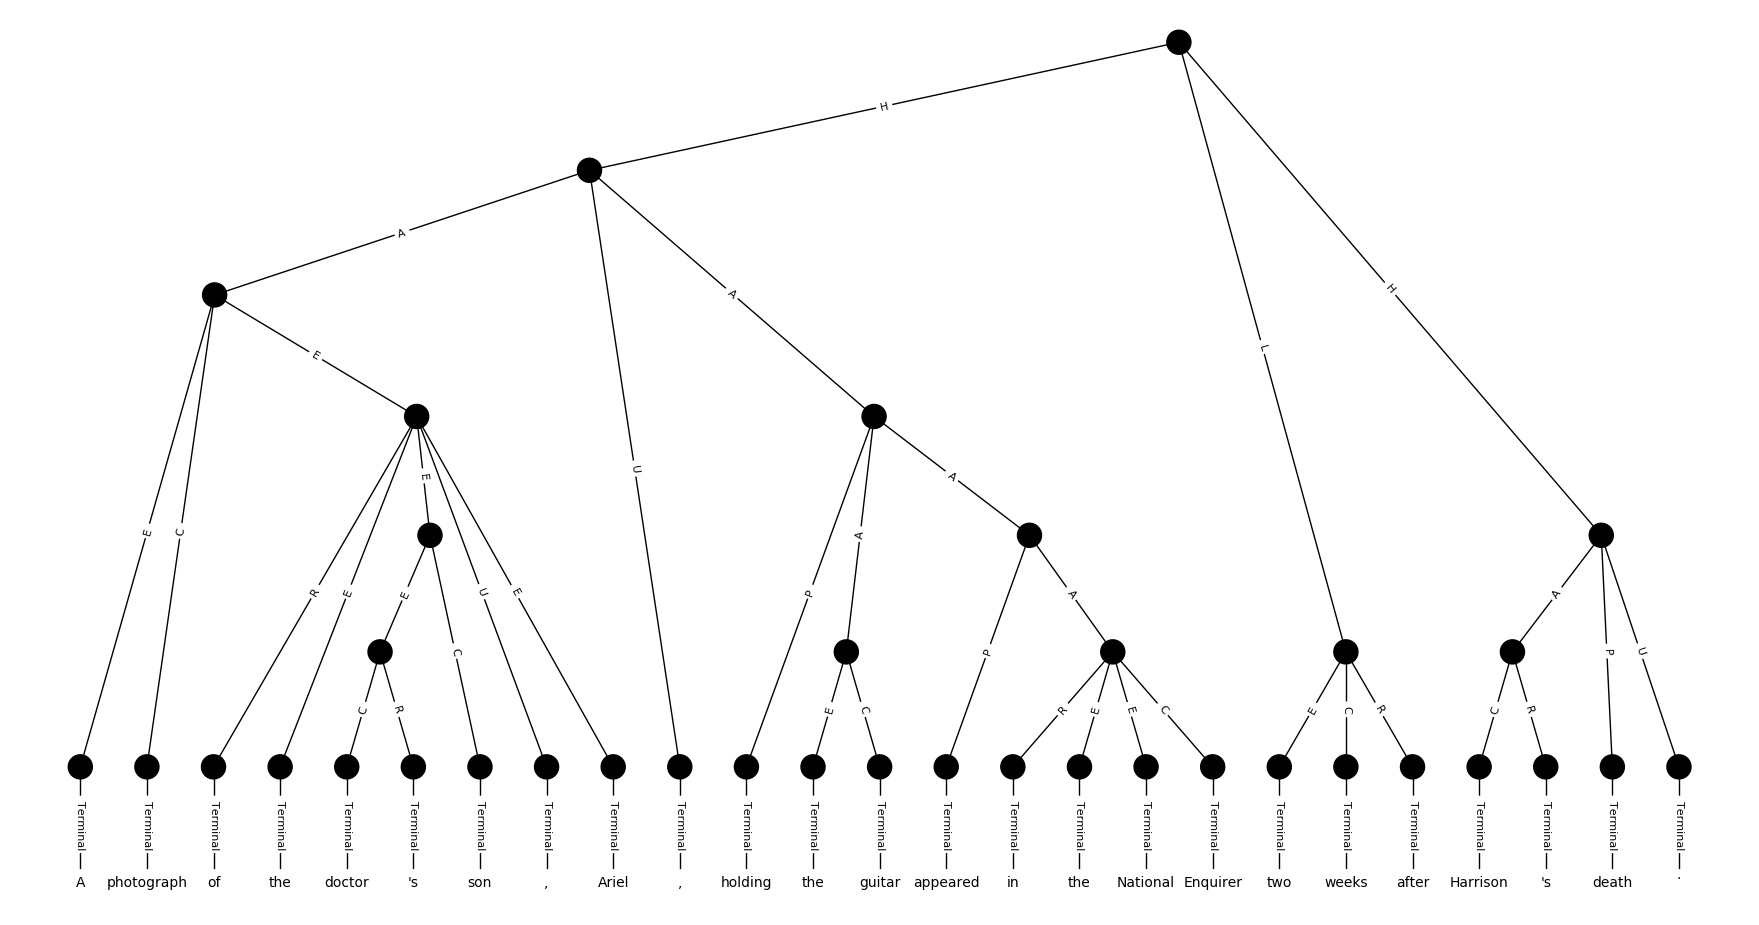 H
A
A
H
E
L
E
U
A
E
C
A
R
E
U
E
P
E
A
A
C
P
P
U
C
R
E
C
R
E
E
C
E
C
R
C
R
Terminal Terminal Terminal Terminal Terminal Terminal Terminal Terminal Terminal Terminal Terminal Terminal Terminal Terminal Terminal Terminal Terminal Terminal Terminal Terminal Terminal Terminal Terminal Terminal Terminal
A photograph of the doctor 's son , Ariel , holding the guitar appeared in the National Enquirer two weeks after Harrison 's death .